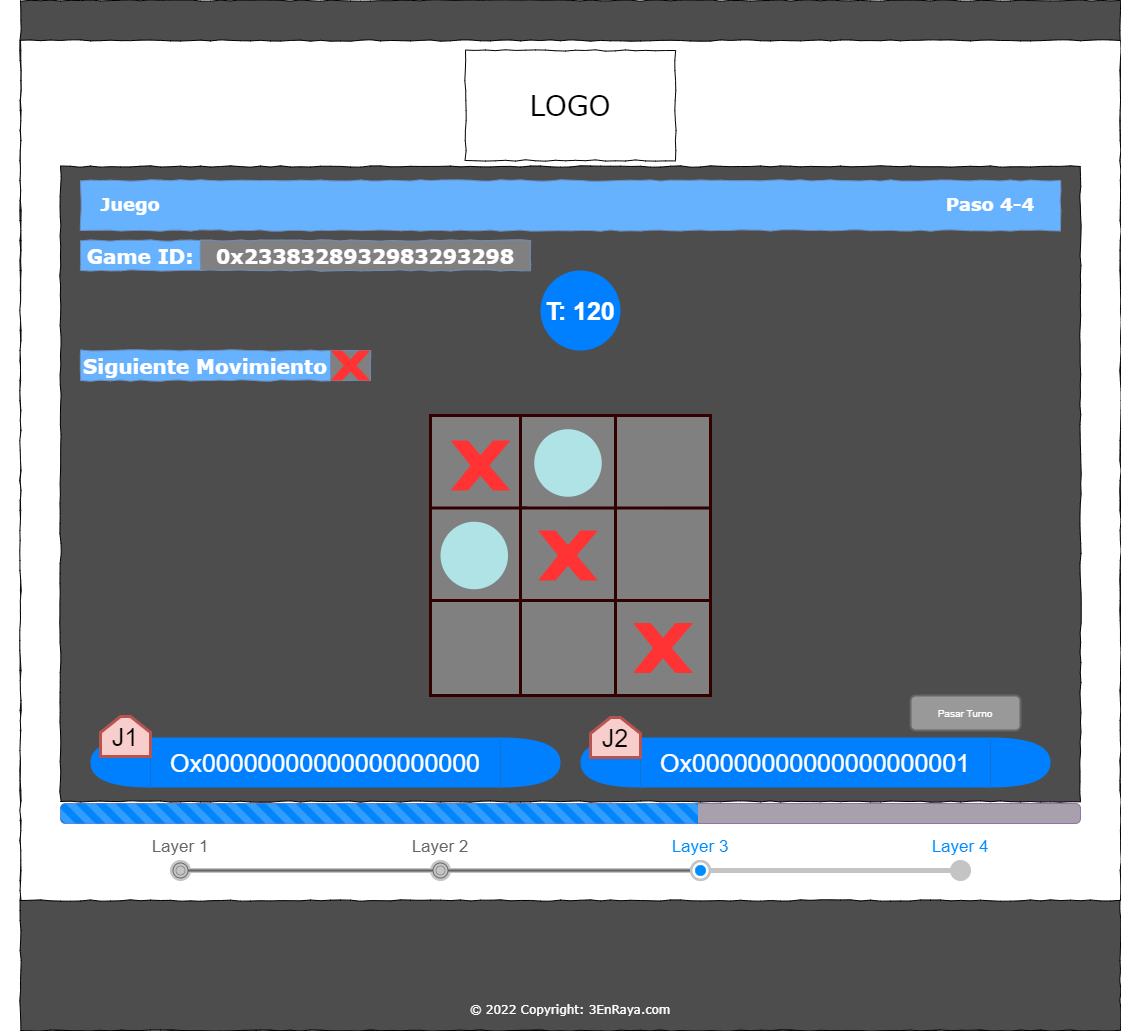 LOGO
Juego
Paso 4-4
Game ID: 0x2338328932983293298
T: 120
Siguiente Movimiento X
X
X
X
Pasar Turno
J1
J2
Ox00000000000000000000
Ox00000000000000000001
Layer 1
Layer 2
Layer 3
Layer 4
© 2022 Copyright: 3EnRaya.com